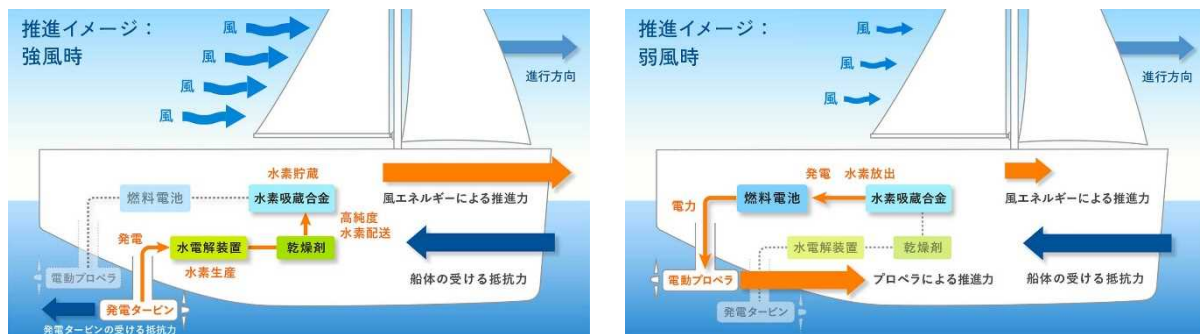 推進イメージ：
強風時
風
風
風
風
進行方向
水素貯蔵
燃料電池
水素吸蔵合金
風エネルギーによる推進力
高純度
水素配送
発電
水電解装置
乾燥剤
水素生産
電動プロペラ
船体の受ける抵抗力
発電タービン
発電タービンの受ける抵抗力
推進イメージ：
弱風時
風
風
風
進行方向
発電
水素放出
燃料電池
水素吸蔵合金
風エネルギーによる推進力
電力
水電解装置
乾燥剤
電動プロペラ
プロペラによる推進力
船体の受ける抵抗力
発電タービン